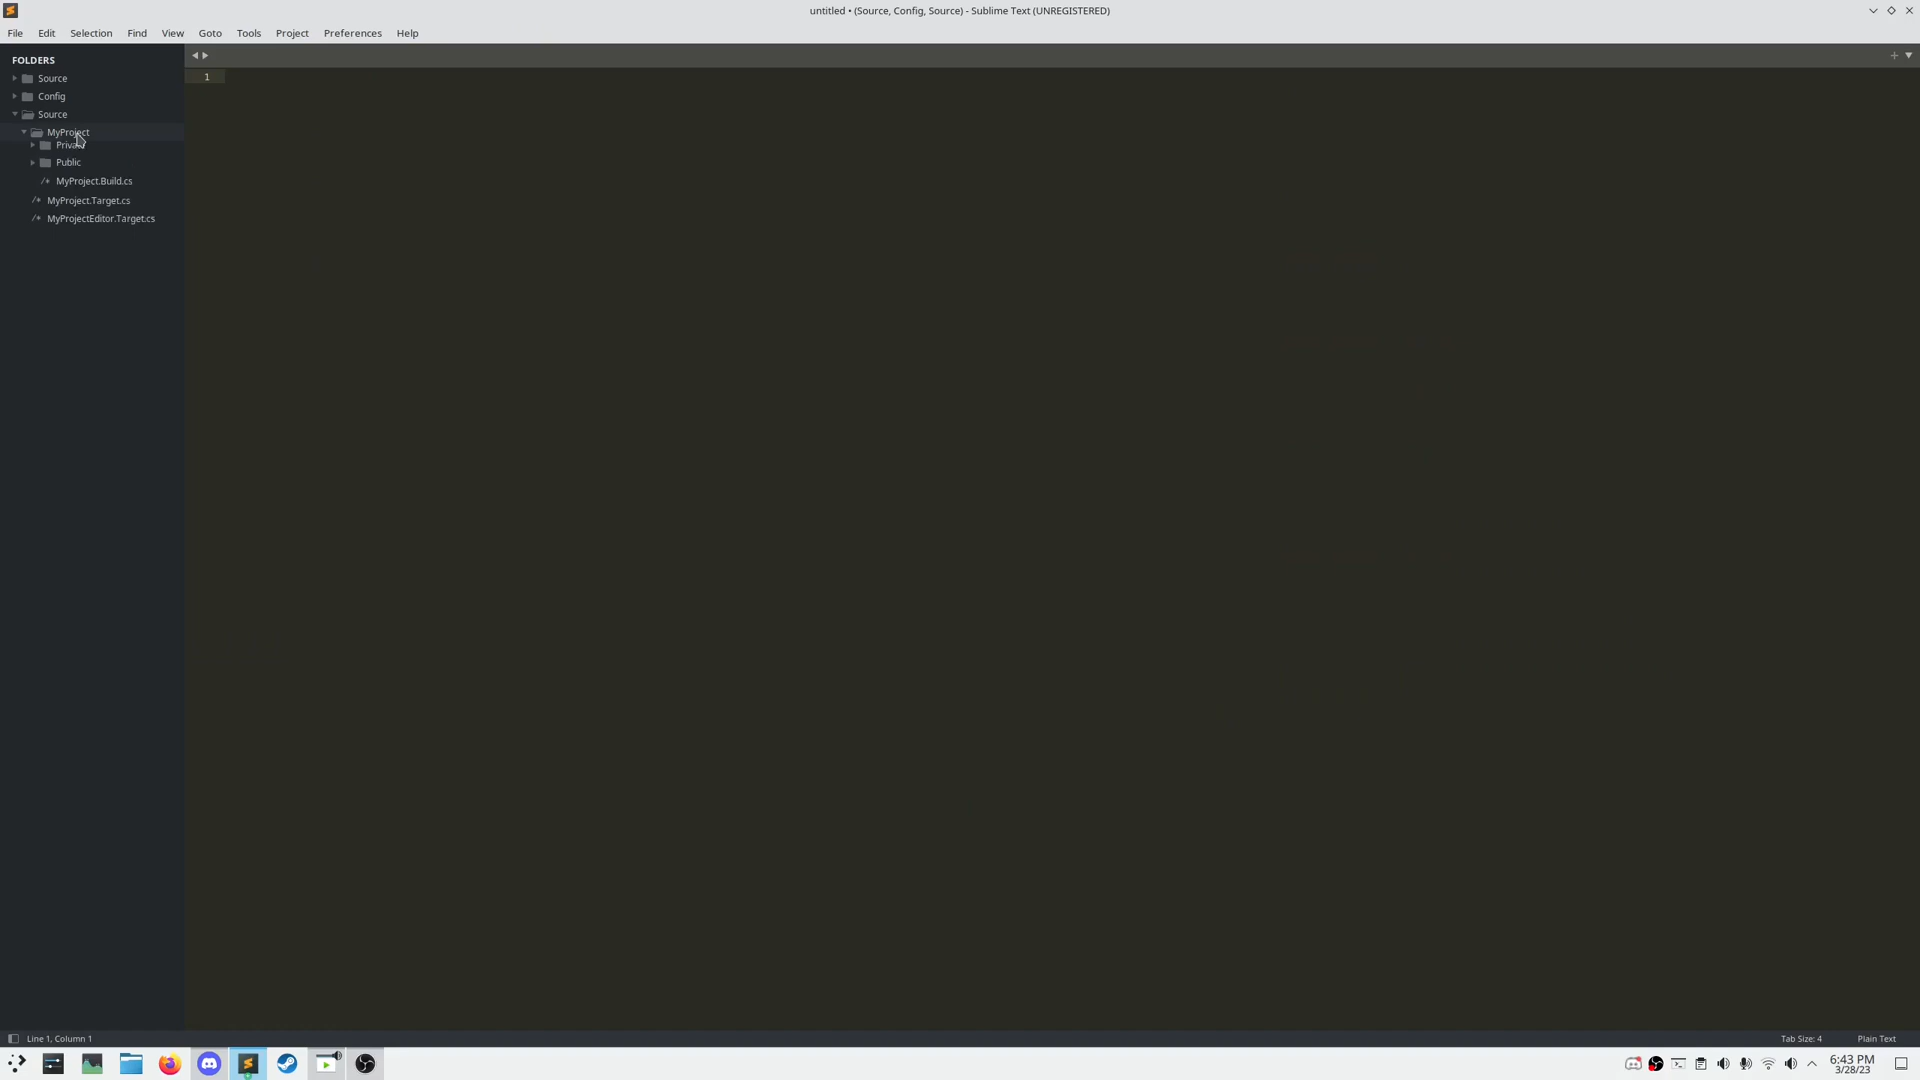 untitled • (Source, Config, Source) - Sublime Text (UNREGISTERED)
File Edit Selection Find View Goto Tools Project Preferences Help
FOLDERS
Source
Config
Source
MyProject
Private
Public
/* MyProject.Build.cs
/* MyProject.Target.cs
/* MyProjectEditor.Target.cs
1
Line 1, Column 1
Tab Size: 4
Plain Text
6:43 PM
3/28/23